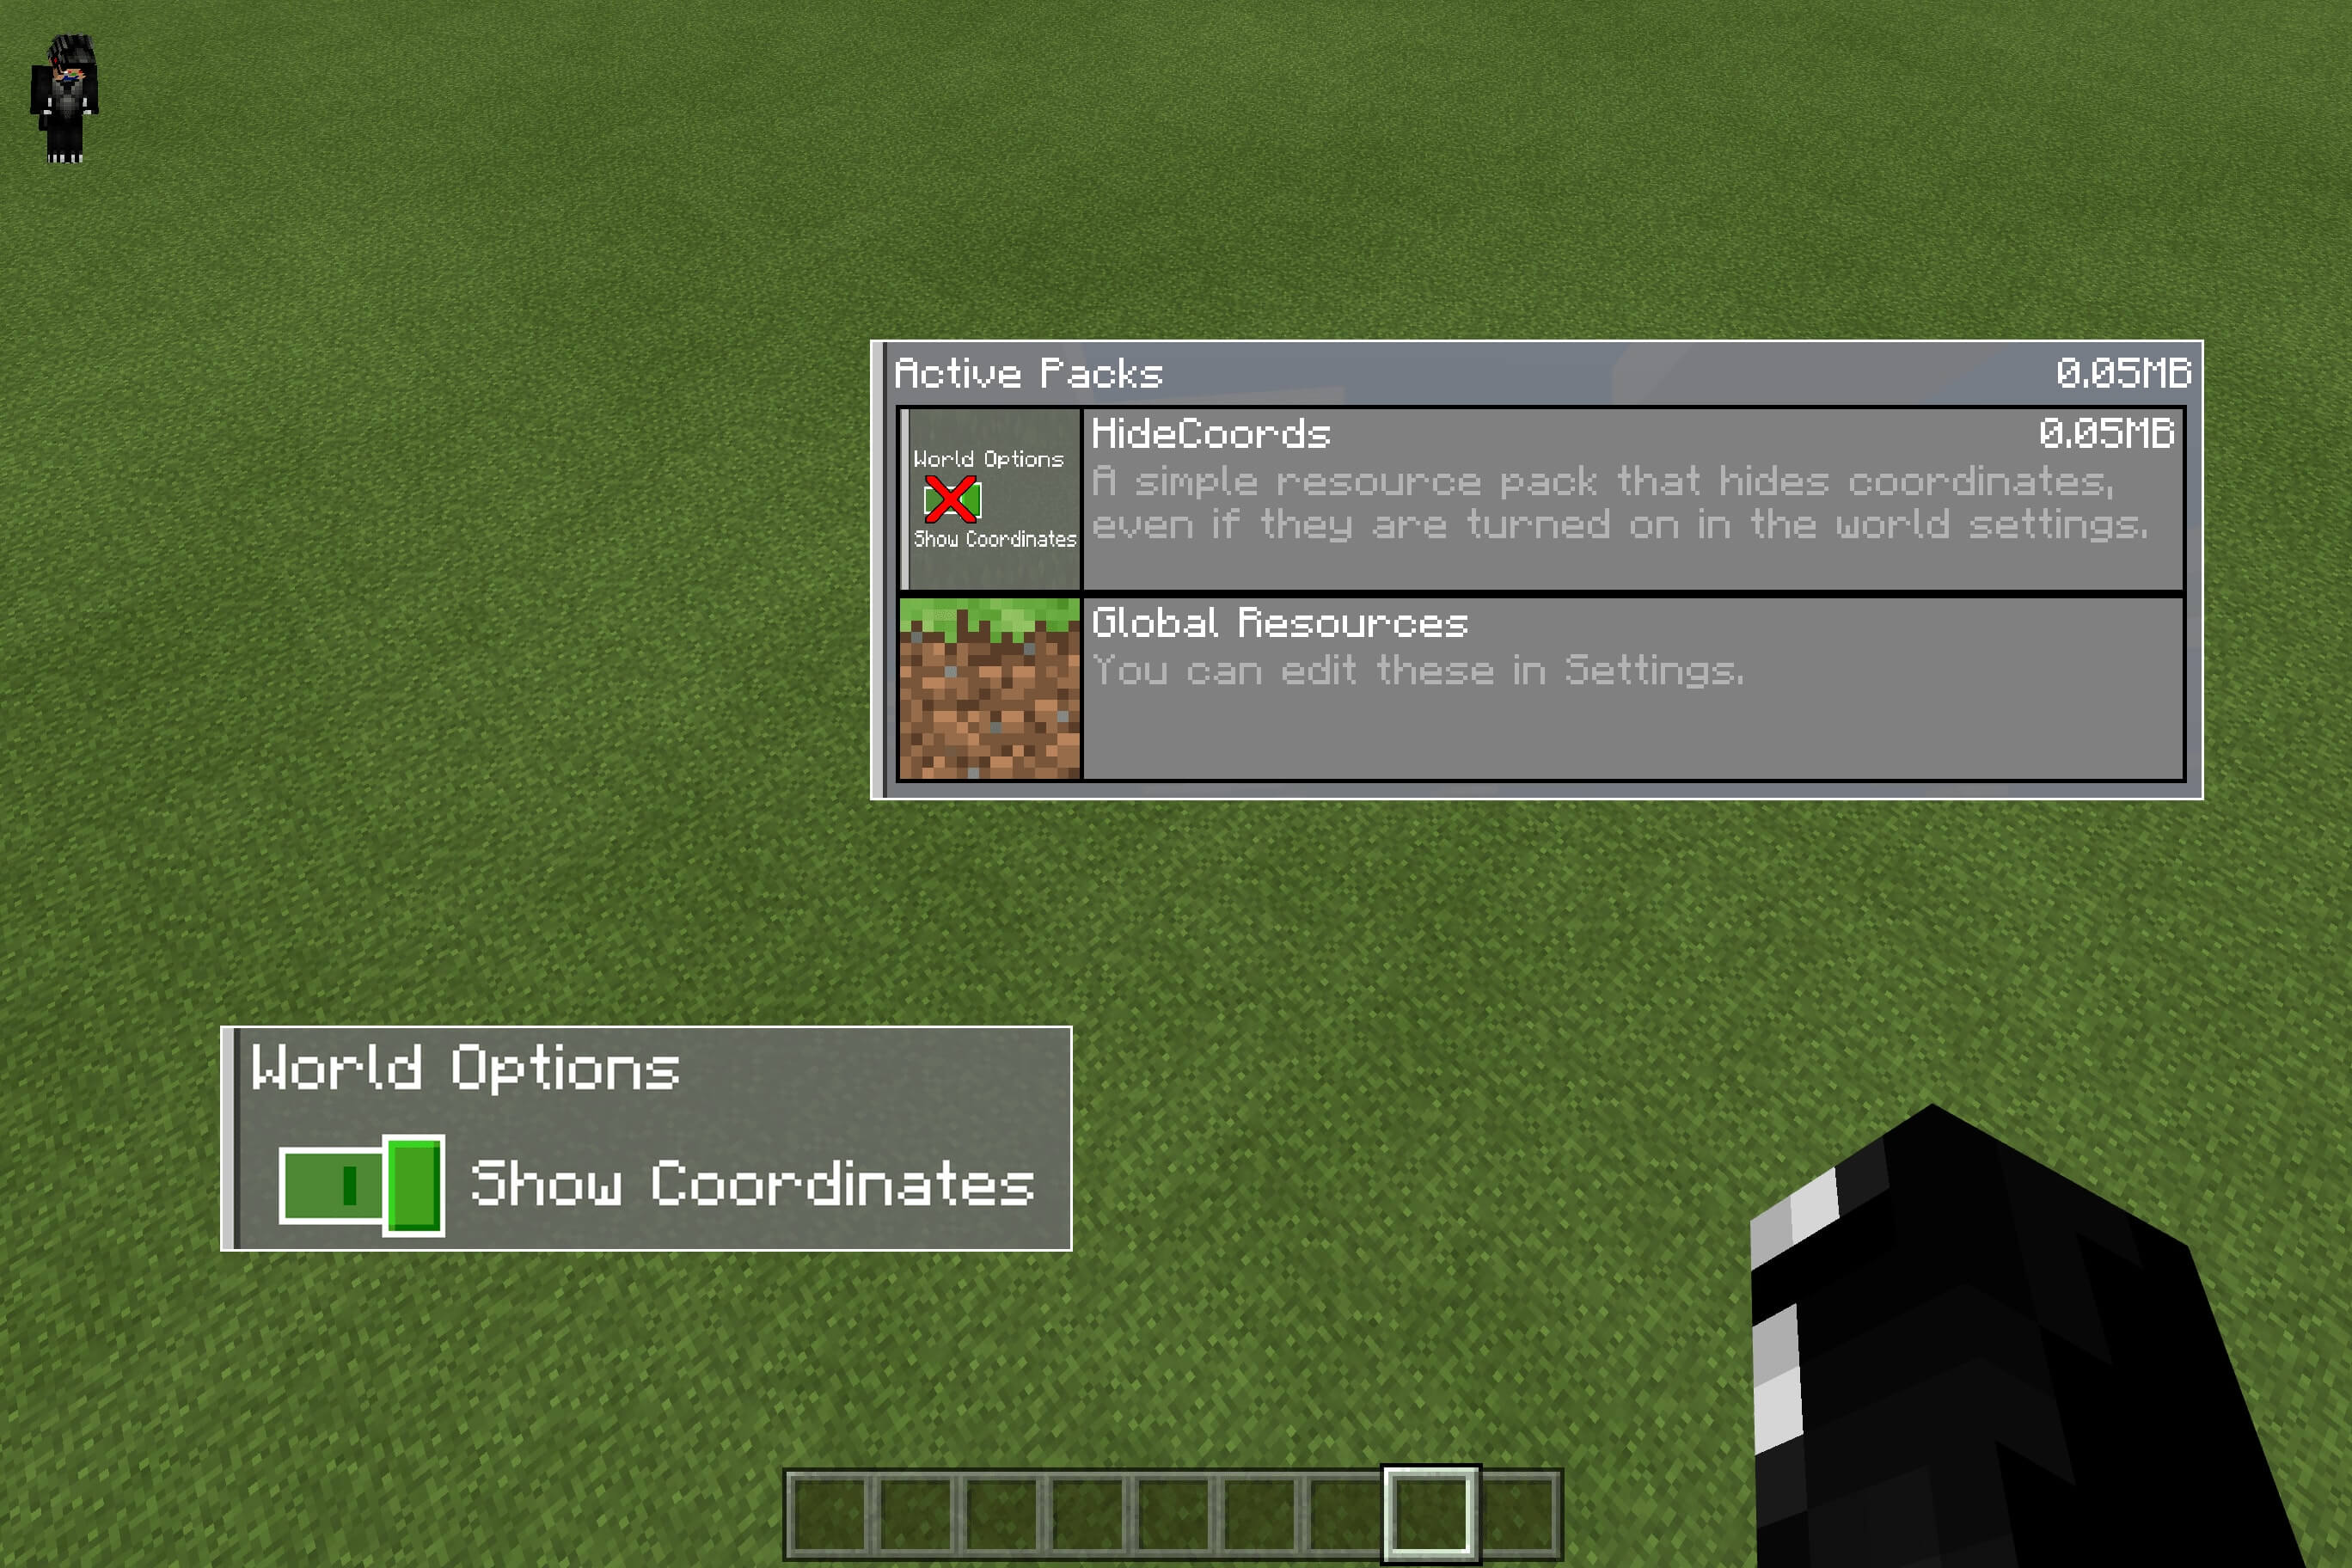 Active Packs 0.05MB
HideCoords 0.05MB
A simple resource pack that hides coordinates,
even if they are turned on in the world settings.
World Options
Show Coordinates
Global Resources
You can edit these in Settings.
World Options
Show Coordinates